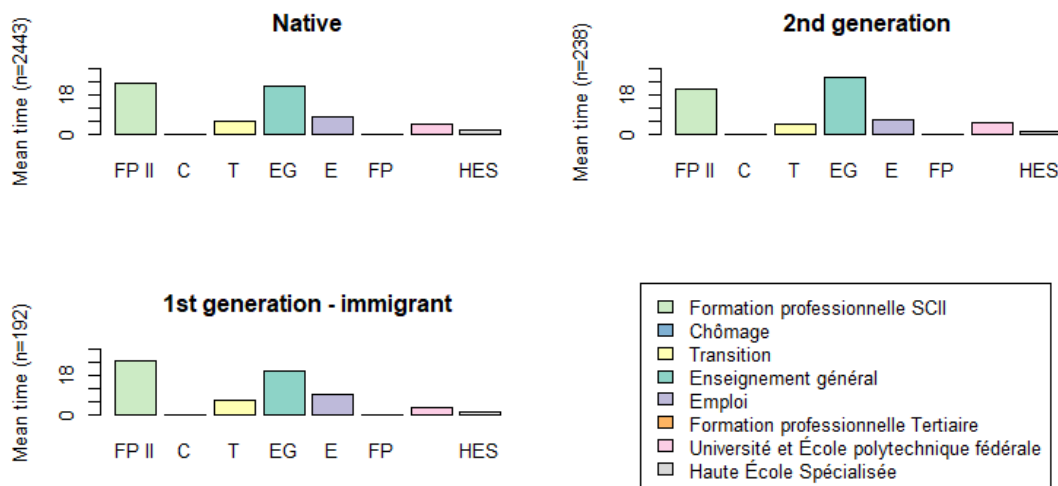 Native
Mean time (n=2443)
18
0
FP II C T EG E FP HES
2nd generation
Mean time (n=238)
18
0
FP II C T EG E FP HES
1st generation - immigrant
Mean time (n=192)
18
0
FP II C T EG E FP HES
Formation professionnelle SCII
Chômage
Transition
Enseignement général
Emploi
Formation professionnelle Tertiaire
Université et École polytechnique fédérale
Haute École Spécialisée